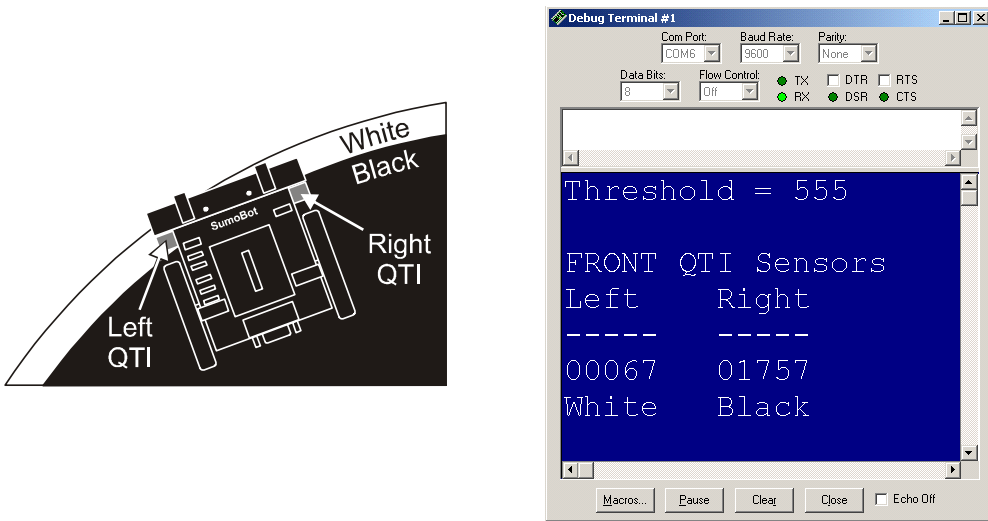 White
Black
SumoBot
Right
QTI
Left
QTI
Debug Terminal #1
Com Port:
Baud Rate:
Parity:
COM6
9600
None
Data Bits:
Flow Control:
8
Off
TX
DTR
RTS
RX
DSR
CTS
Threshold = 555
FRONT QTI Sensors
Left Right
----- -----
00067 01757
White Black
Macros...
Pause
Clear
Close
Echo Off